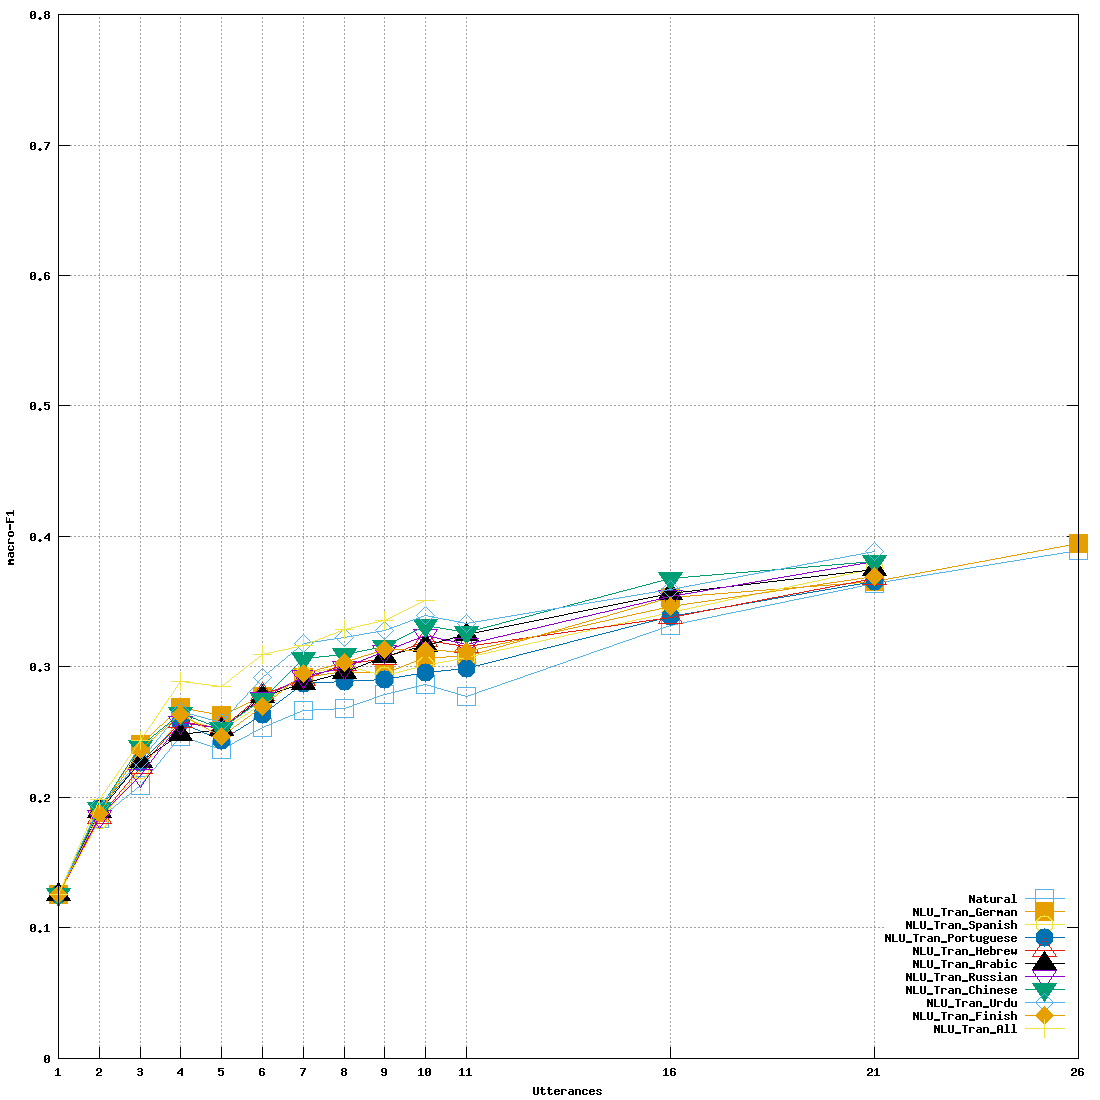 0.8
0.7
0.6
0.5
0.4
0.3
0.2
0.1
0
Macro-F1
Natural
NLU_Tran_German
NLU_Tran_Spanish
NLU_Tran_Portuguese
NLU_Tran_Hebrew
NLU_Tran_Arabic
NLU_Tran_Russian
NLU_Tran_Chinese
NLU_Tran_Urdu
NLU_Tran_Finish
NLU_Tran_All
1 2 3 4 5 6 7 8 9 10 11 16 21 26
Utterances